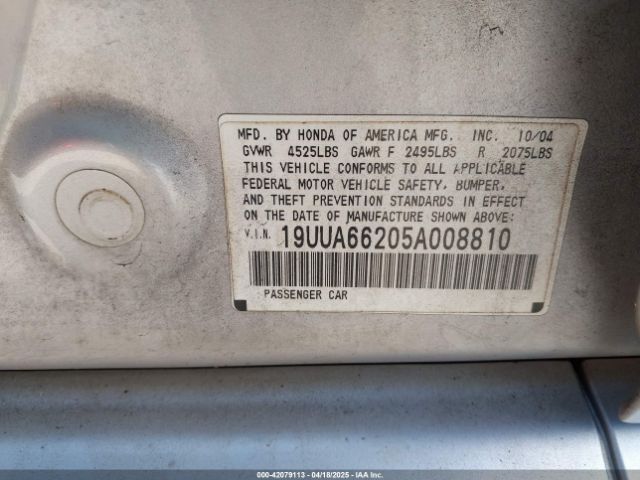 MFD. BY HONDA OF AMERICA MFG. INC. 10/04
GVWR 4525LBS GAWR F 2495LBS R 2075LBS
THIS VEHICLE CONFORMS TO ALL APPLICABLE
FEDERAL MOTOR VEHICLE SAFETY, BUMPER,
AND THEFT PREVENTION STANDARDS IN EFFECT
ON THE DATE OF MANUFACTURE SHOWN ABOVE:
V.I.N. 19UUA66205A008810
PASSENGER CAR
000-42079113 - 04/18/2025 - IAA Inc.